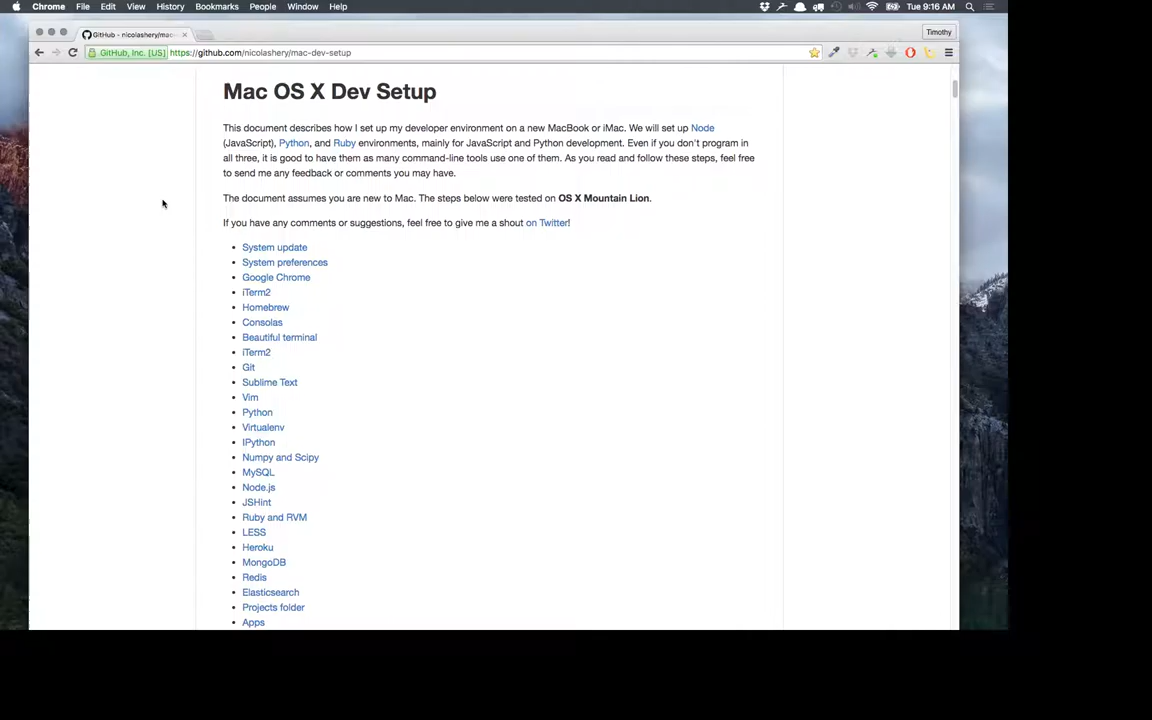 Chrome File Edit View History Bookmarks People Window Help Tue 9:16 AM
GitHub - nicolashery/mac-
Timothy
GitHub, Inc. [US] https://github.com/nicolashery/mac-dev-setup
Mac OS X Dev Setup
This document describes how I set up my developer environment on a new MacBook or iMac. We will set up Node
(JavaScript), Python, and Ruby environments, mainly for JavaScript and Python development. Even if you don't program in
all three, it is good to have them as many command-line tools use one of them. As you read and follow these steps, feel free
to send me any feedback or comments you may have.
The document assumes you are new to Mac. The steps below were tested on OS X Mountain Lion.
If you have any comments or suggestions, feel free to give me a shout on Twitter!
• System update
• System preferences
• Google Chrome
• iTerm2
• Homebrew
• Consolas
• Beautiful terminal
• iTerm2
• Git
• Sublime Text
• Vim
• Python
• Virtualenv
• IPython
• Numpy and Scipy
• MySQL
• Node.js
• JSHint
• Ruby and RVM
• LESS
• Heroku
• MongoDB
• Redis
• Elasticsearch
• Projects folder
• Apps